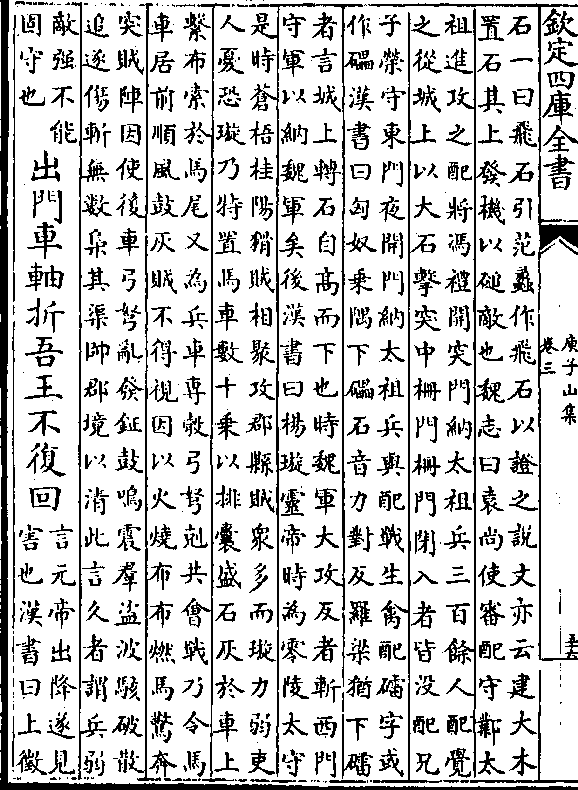 欽定四庫全書
庾子山集
卷三
石一曰飛石引范蠡作飛石以證之説文亦云建大木
置石其上發機以磓敵也魏志曰袁尚使審配守鄴太
祖進攻之配將馮禮開突門納太祖兵三百餘人配覺
之從城上以大石擊突中柵門柵門閉入者皆没配兄
子榮守東門夜開門納太祖兵與配戰生禽配礌字或
作礧漢書曰匈奴乗隅下礧石音力對反羅梁猶下礌
者言城上轉石自高而下也時魏軍大攻反者斬西門
守軍以納魏軍矣後漢書曰楊璇靈帝時為零陵太守
是時蒼梧桂陽猾賊相聚攻郡縣賊衆多而璇力弱吏
人憂恐璇乃特置馬車數十乗以排囊盛石灰於車上
繫布索於馬尾又為兵車專彀弓弩剋共會戰乃令馬
車居前順風鼓灰賊不得視因以火燒布布燃馬驚奔
突賊陣因使後車弓弩亂發鉦鼓鳴震羣盗波駭破散
追逐傷斬無數梟其渠帥郡境以清此言久者謂兵弱
敵强不能
固守也
出門車軸折吾王不復回
言元帝出降遂見
害也漢書曰上徴